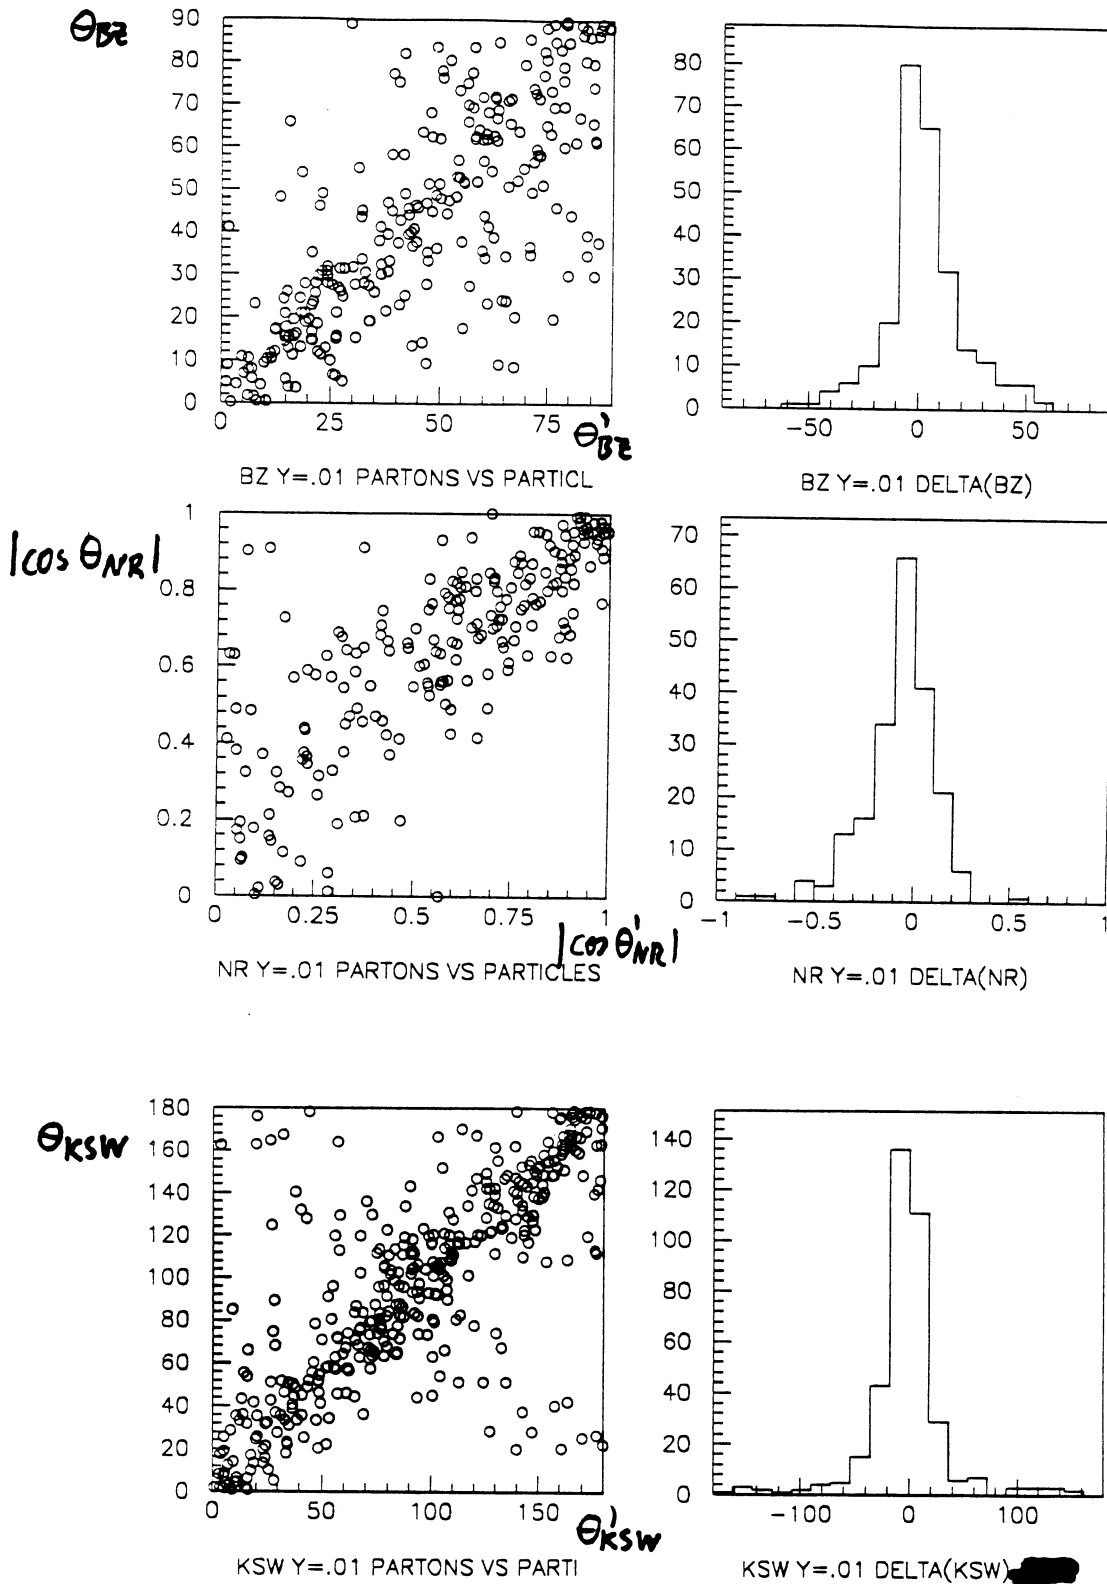 θBZ
90
80
70
60
50
40
30
20
10
0
0 25 50 75
θ'BZ
BZ Y=.01 PARTONS VS PARTICL
80
70
60
50
40
30
20
10
0
-50 0 50
BZ Y=.01 DELTA(BZ)
|cos θNR|
1
0.8
0.6
0.4
0.2
0
0 0.25 0.5 0.75 1
|cos θ'NR|
NR Y=.01 PARTONS VS PARTICLES
70
60
50
40
30
20
10
0
-1 -0.5 0 0.5 1
NR Y=.01 DELTA(NR)
θKSW
180
160
140
120
100
80
60
40
20
0
0 50 100 150
θ'KSW
KSW Y=.01 PARTONS VS PARTI
140
120
100
80
60
40
20
0
-100 0 100
KSW Y=.01 DELTA(KSW)